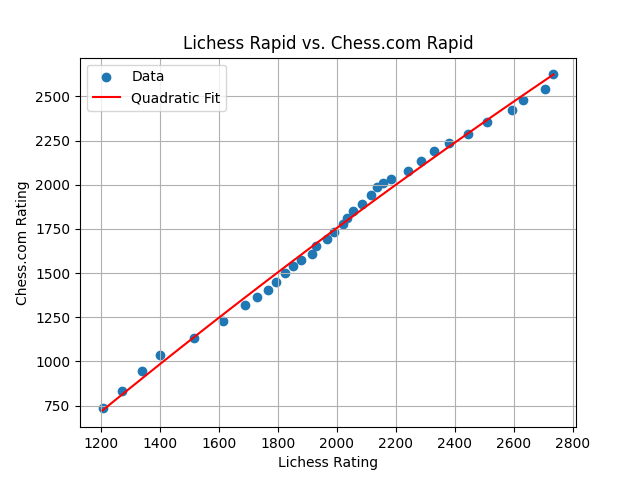 Lichess Rapid vs. Chess.com Rapid
Data
Quadratic Fit
2500
2250
2000
1750
1500
1250
1000
750
Chess.com Rating
1200 1400 1600 1800 2000 2200 2400 2600 2800
Lichess Rating